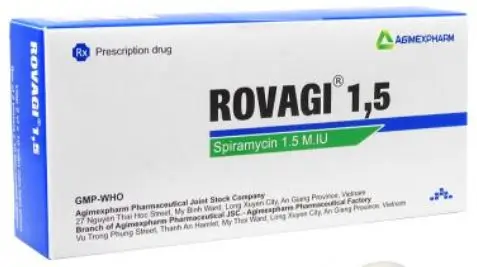 Rx Prescription drug
AGIMEXPHARM
ROVAGI® 1,5
Spiramycin 1.5 M.IU
GMP-WHO
Agimexpharm Pharmaceutical Joint Stock Company
27 Nguyen Thai Hoc Street, My Binh Ward, Long Xuyen City, An Giang Province, Vietnam
Branch of Agimexpharm Pharmaceutical JSC.- Agimexpharm Pharmaceutical Factory
Vu Trong Phung Street, Thanh An Hamlet, My Thoi Ward, Long Xuyen City, An Giang Province, Vietnam
ROVAGI® 1,5